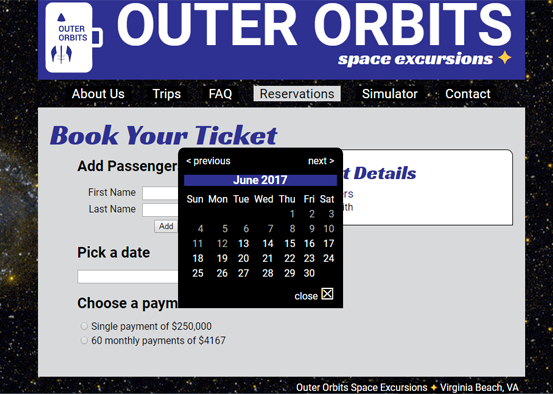 OUTER
ORBITS
OUTER ORBITS
space excursions
About Us Trips FAQ Reservations Simulator Contact
Book Your Ticket
Add Passenger
First Name
Last Name
Add
Pick a date
Choose a paym
Single payment of $250,000
60 monthly payments of $4167
< previous next >
June 2017
Sun Mon Tue Wed Thu Fri Sat
1 2 3
4 5 6 7 8 9 10
11 12 13 14 15 16 17
18 19 20 21 22 23 24
25 26 27 28 29 30
close
t Details
ers
ith
Outer Orbits Space Excursions Virginia Beach, VA